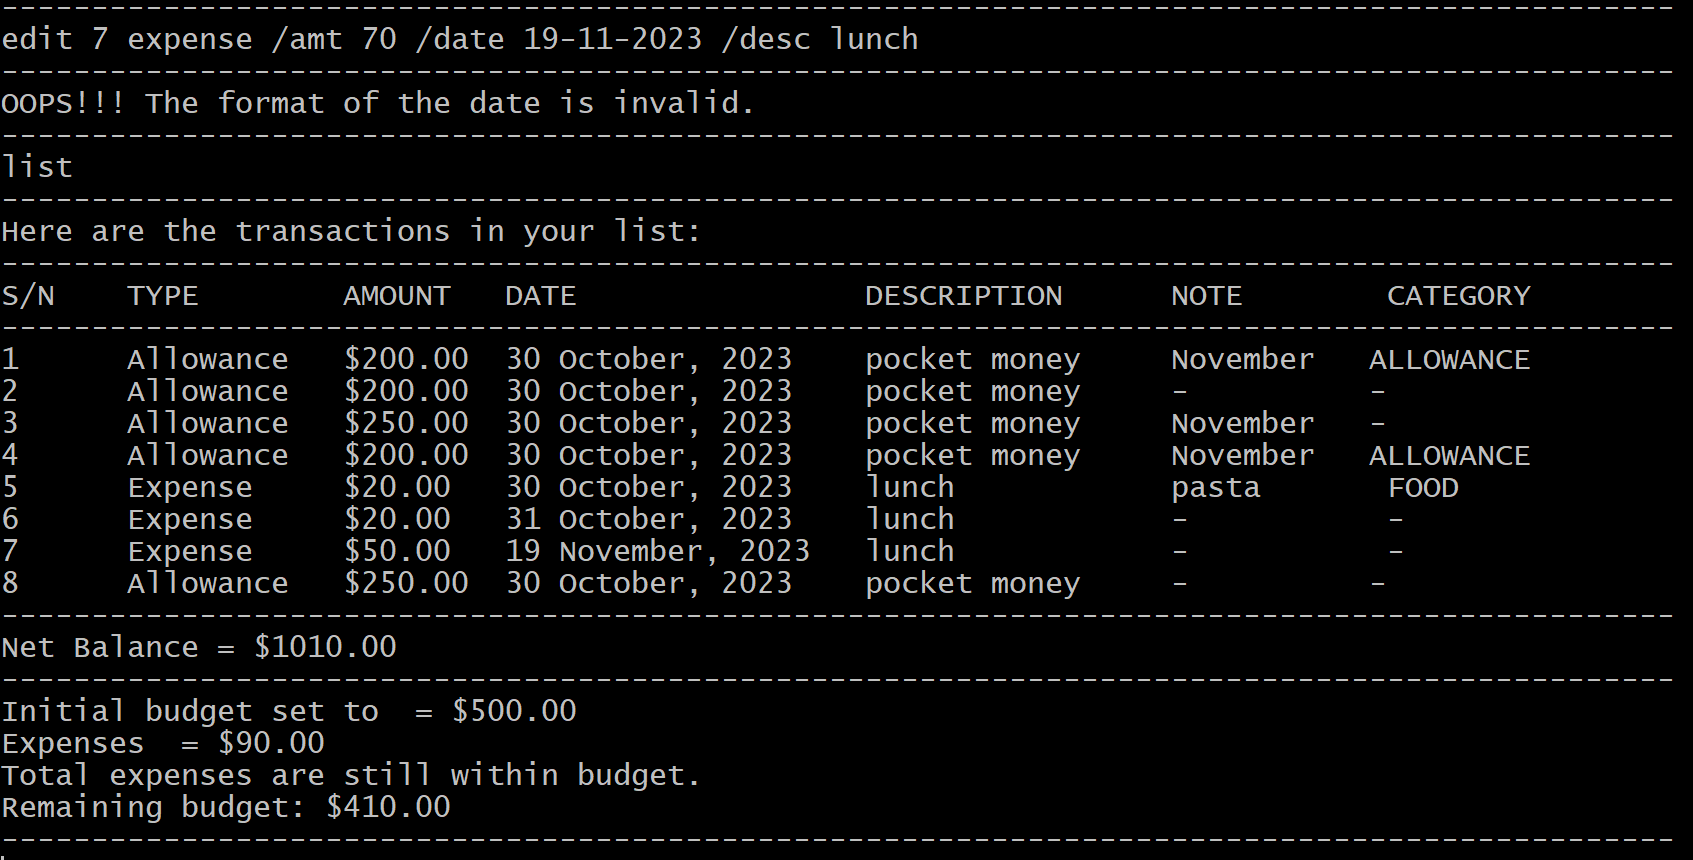 --------------------------------------------------------------------------------------------- 
edit 7 expense /amt 70 /date 19-11-2023 /desc lunch
---------------------------------------------------------------------------------------------
OOPS!!! The format of the date is invalid.
---------------------------------------------------------------------------------------------
list
---------------------------------------------------------------------------------------------
Here are the transactions in your list:
---------------------------------------------------------------------------------------------
S/N    TYPE        AMOUNT   DATE                DESCRIPTION      NOTE        CATEGORY
---------------------------------------------------------------------------------------------
1      Allowance   $200.00  30 October, 2023    pocket money     November   ALLOWANCE
2      Allowance   $200.00  30 October, 2023    pocket money     -          -
3      Allowance   $250.00  30 October, 2023    pocket money     November   -
4      Allowance   $200.00  30 October, 2023    pocket money     November   ALLOWANCE
5      Expense     $20.00   30 October, 2023    lunch            pasta       FOOD
6      Expense     $20.00   31 October, 2023    lunch            -           -
7      Expense     $50.00   19 November, 2023   lunch            -           -
8      Allowance   $250.00  30 October, 2023    pocket money     -          -
---------------------------------------------------------------------------------------------
Net Balance = $1010.00
---------------------------------------------------------------------------------------------
Initial budget set to  = $500.00
Expenses  = $90.00
Total expenses are still within budget.
Remaining budget: $410.00
---------------------------------------------------------------------------------------------